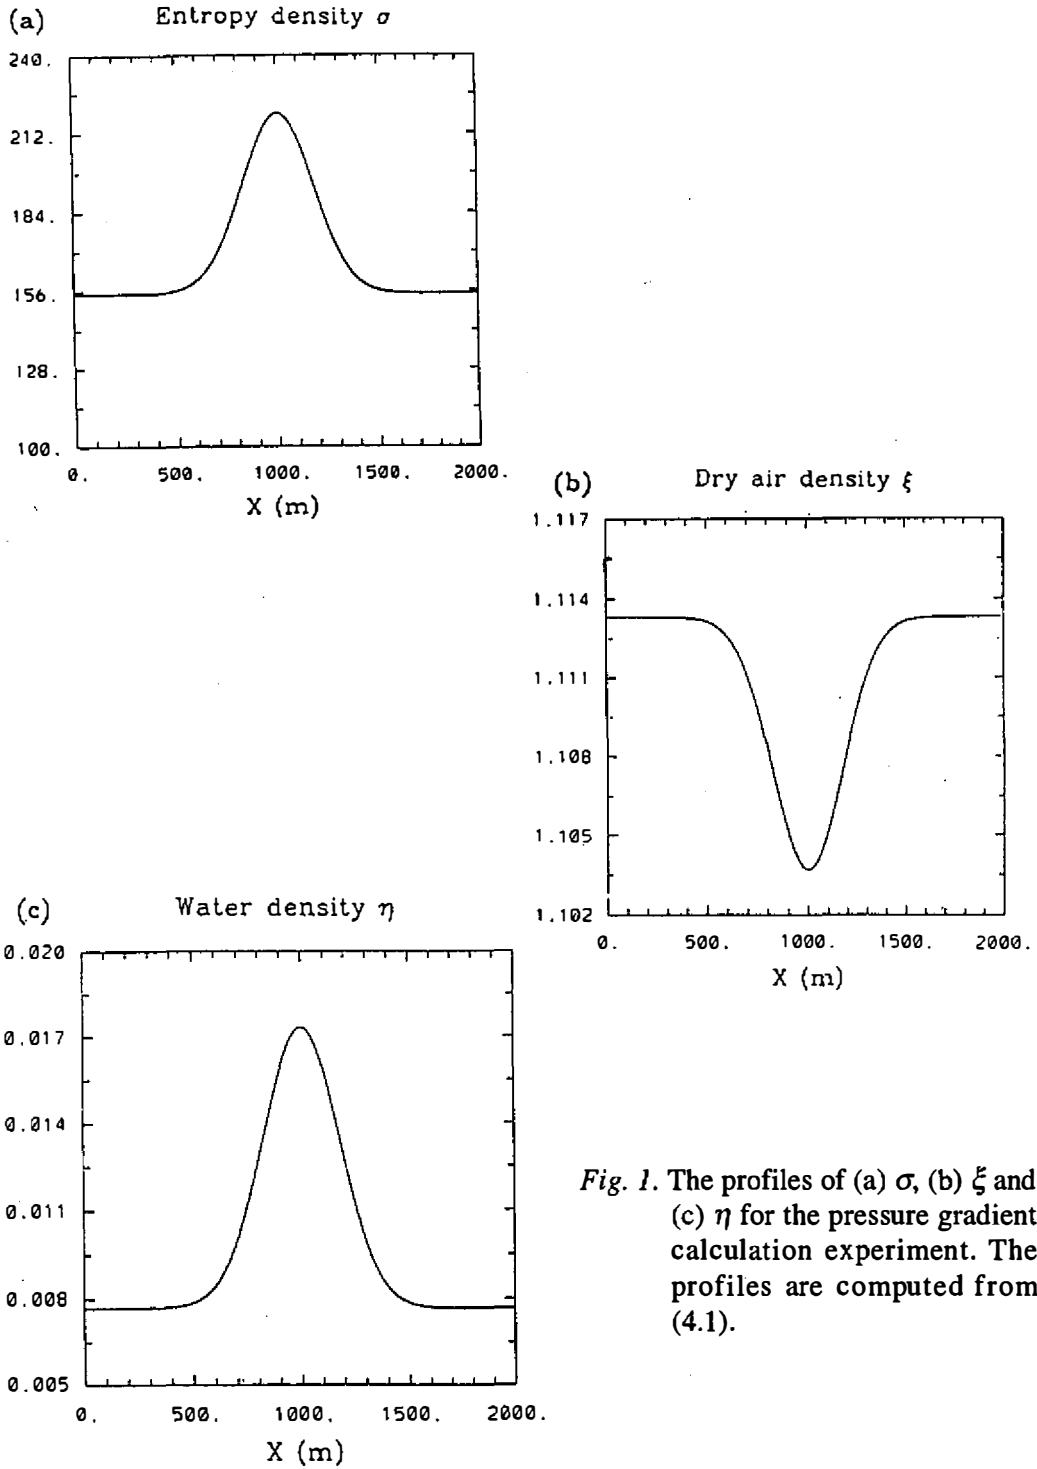 (a) Entropy density σ
240.
212.
184.
156.
128.
100.
0. 500. 1000. 1500. 2000.
X (m)
(b) Dry air density ξ
1.117
1.114
1.111
1.108
1.105
1.102
0. 500. 1000. 1500. 2000.
X (m)
(c) Water density η
0.020
0.017
0.014
0.011
0.008
0.005
0. 500. 1000. 1500. 2000.
X (m)
Fig. 1. The profiles of (a) σ, (b) ξ and
(c) η for the pressure gradient
calculation experiment. The
profiles are computed from
(4.1).